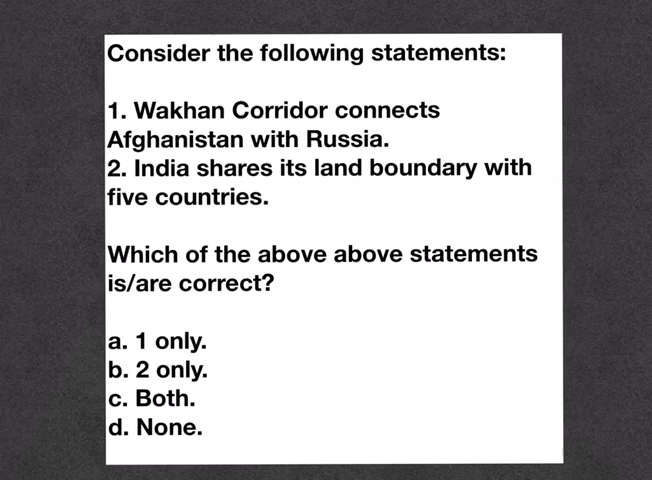 Consider the following statements:
1. Wakhan Corridor connects
Afghanistan with Russia.
2. India shares its land boundary with
five countries.
Which of the above above statements
is/are correct?
a. 1 only.
b. 2 only.
c. Both.
d. None.